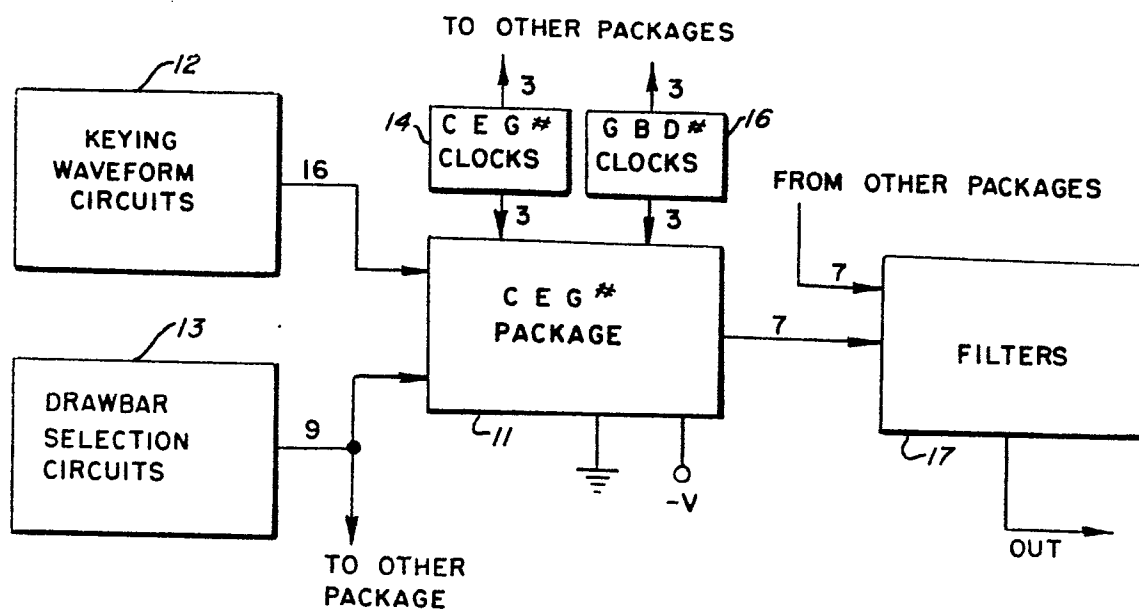 TO OTHER PACKAGES
12
3
3
KEYING
WAVEFORM
CIRCUITS
16
14
C E G #
CLOCKS
G B D #
CLOCKS
16
3
3
FROM OTHER PACKAGES
7
C E G #
PACKAGE
7
FILTERS
13
DRAWBAR
SELECTION
CIRCUITS
9
11
-V
17
OUT
TO OTHER
PACKAGE